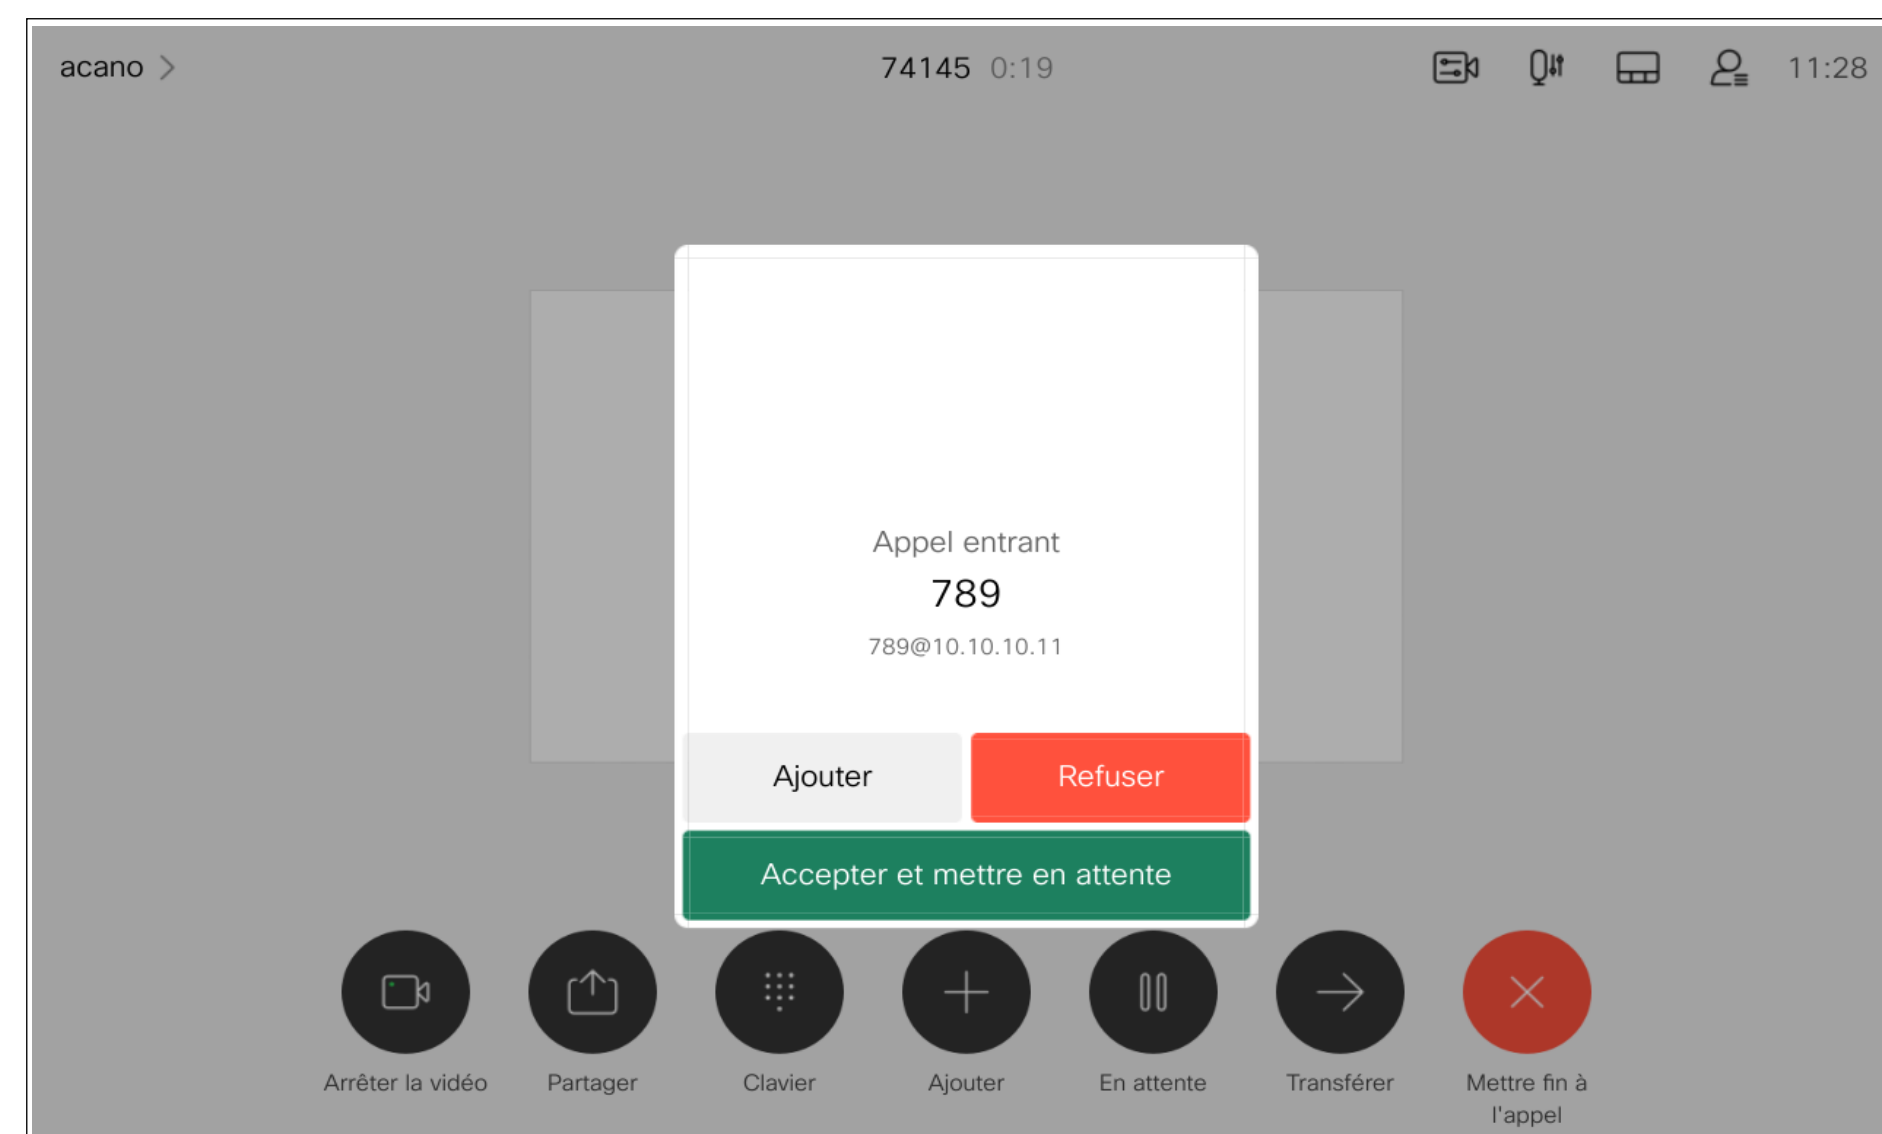 acano
74145 0:19
11:28
Appel entrant
789
789@10.10.10.11
Ajouter
Refuser
Accepter et mettre en attente
Arrêter la vidéo
Partager
Clavier
Ajouter
En attente
Transférer
Mettre fin à
l'appel